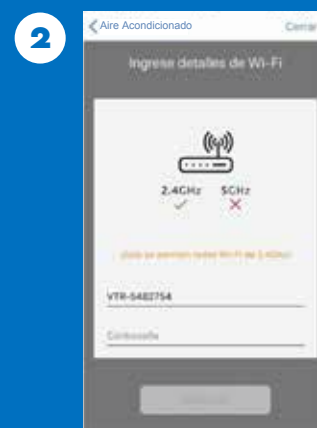 2
Aire Acondicionado
Cerrar
Ingrese detalles de Wi-Fi
2.4GHz 5GHz
VTR-5482754
Contraseña